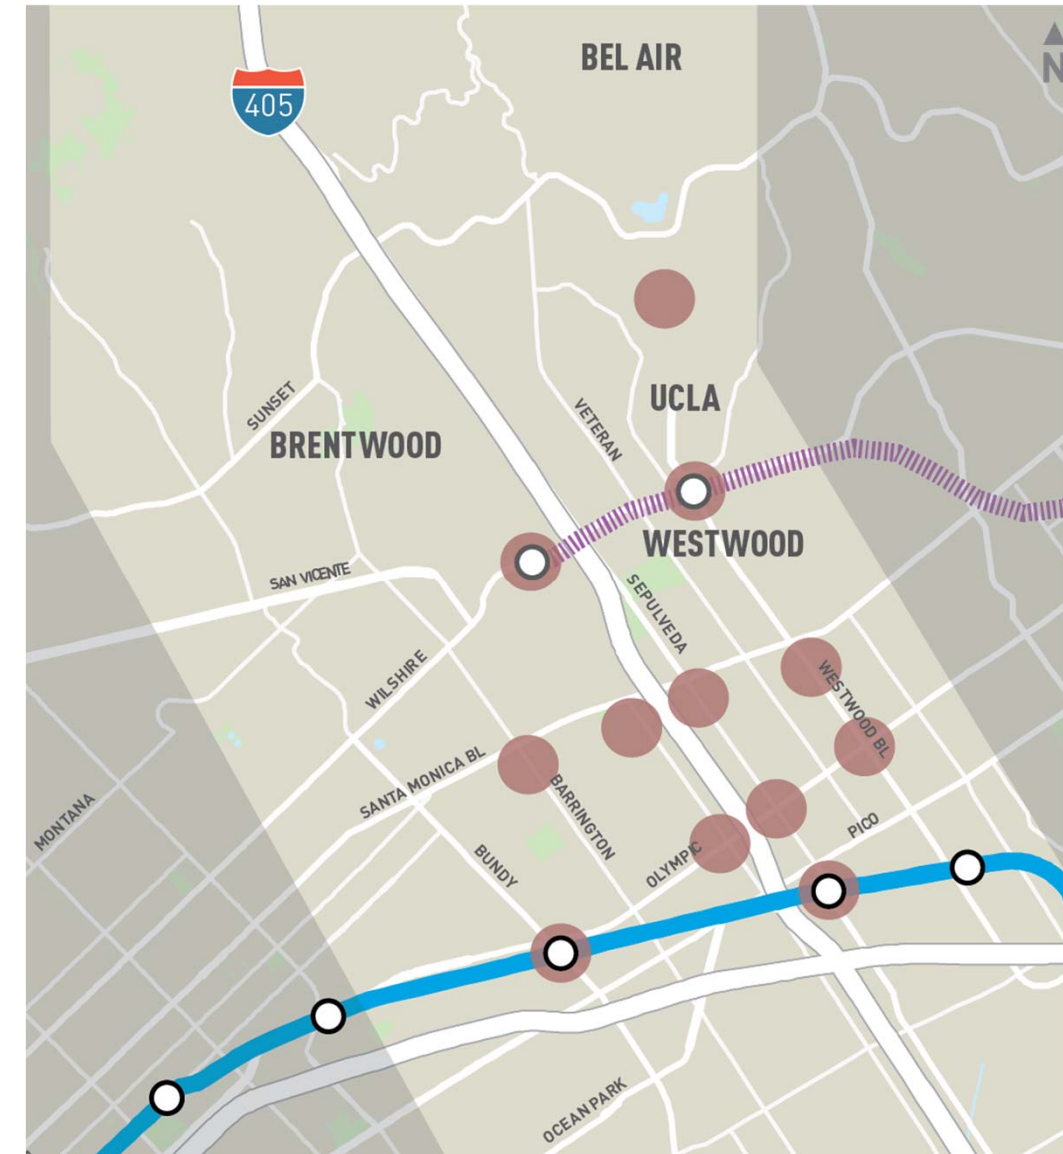 BEL AIR
N
405
UCLA
SUNSET
VETERAN
BRENTWOOD
WESTWOOD
SAN VICENTE
SEPULVEDA
WILSHIRE
WESTWOOD BL
SANTA MONICA BL
BARRINGTON
MONTANA
PICO
BUNDY
OLYMPIC
OCEAN PARK